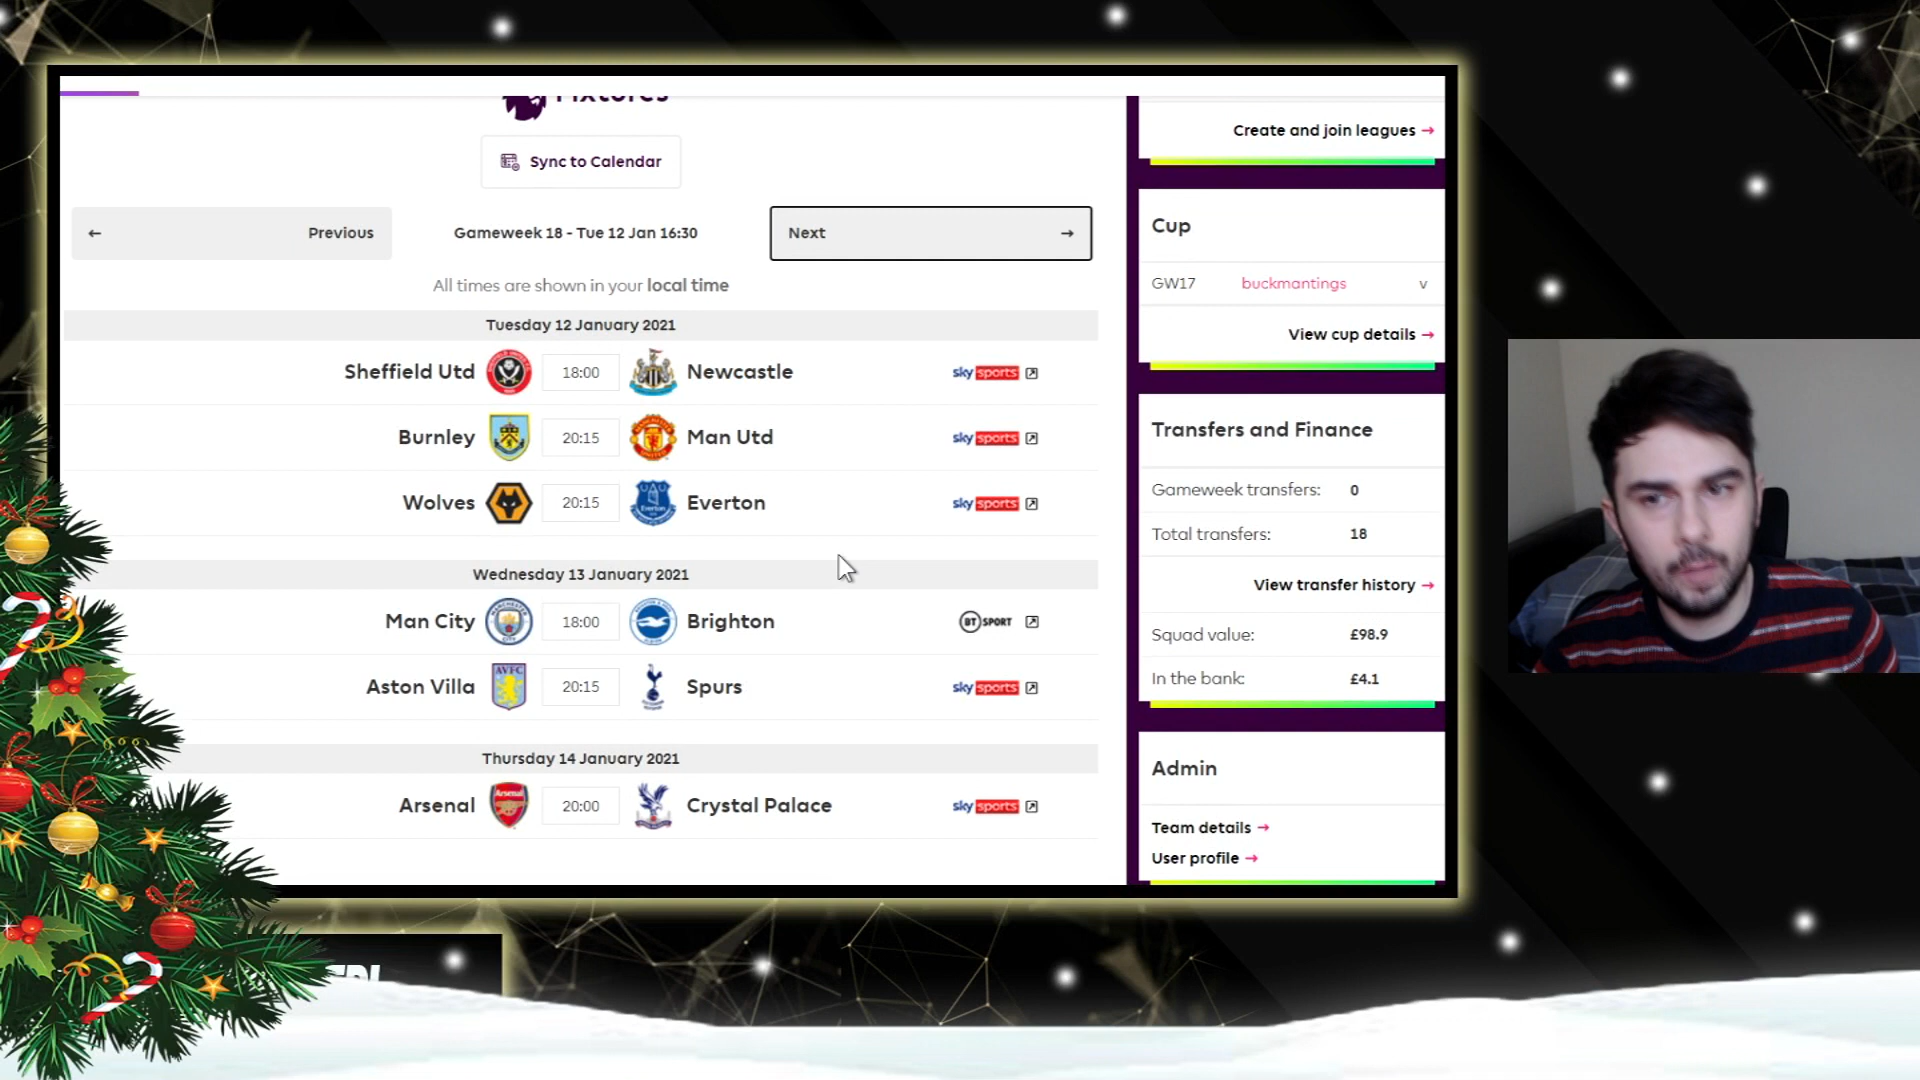 Fixtures
Sync to Calendar
← Previous
Gameweek 18 - Tue 12 Jan 16:30
Next →
All times are shown in your local time
Tuesday 12 January 2021
Sheffield Utd 18:00 Newcastle sky sports
Burnley 20:15 Man Utd sky sports
Wolves 20:15 Everton sky sports
Wednesday 13 January 2021
Man City 18:00 Brighton BT SPORT
Aston Villa 20:15 Spurs sky sports
Thursday 14 January 2021
Arsenal 20:00 Crystal Palace sky sports
Create and join leagues →
Cup
GW17 buckmantings v
View cup details →
Transfers and Finance
Gameweek transfers: 0
Total transfers: 18
View transfer history →
Squad value: £98.9
In the bank: £4.1
Admin
Team details →
User profile →